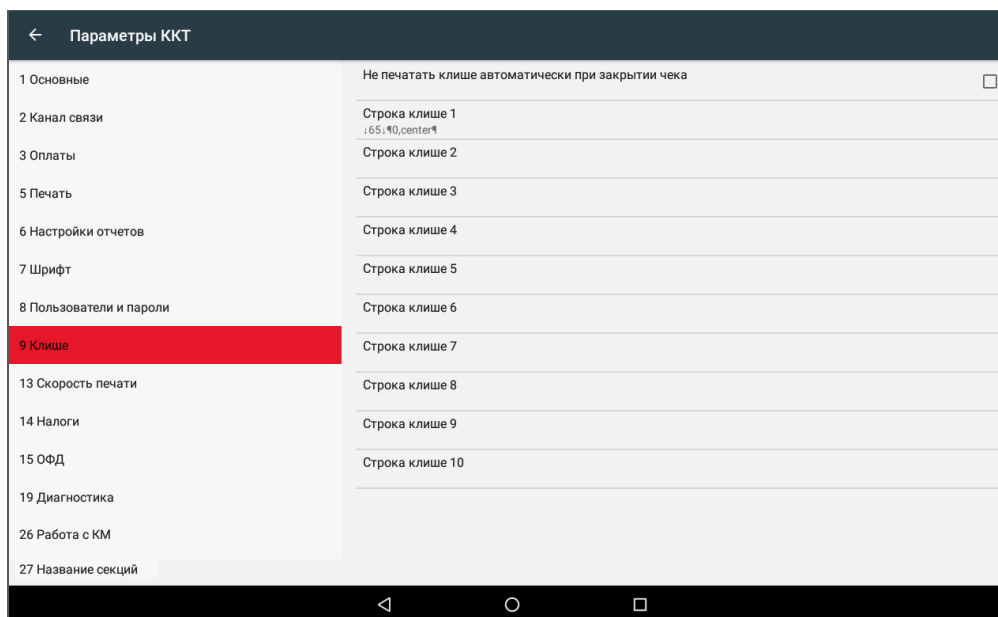 Параметры ККТ
1 Основные
2 Канал связи
3 Оплаты
5 Печать
6 Настройки отчетов
7 Шрифт
8 Пользователи и пароли
9 Клише
13 Скорость печати
14 Налоги
15 ОФД
19 Диагностика
26 Работа с КМ
27 Название секций
Не печатать клише автоматически при закрытии чека
Строка клише 1
↓65↓¶0,center¶
Строка клише 2
Строка клише 3
Строка клише 4
Строка клише 5
Строка клише 6
Строка клише 7
Строка клише 8
Строка клише 9
Строка клише 10